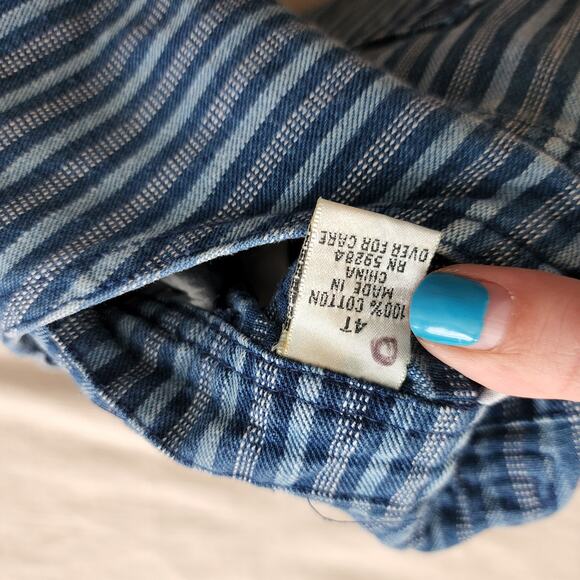 4T
100% COTTON
MADE IN
CHINA
RN 59284
OVER FOR CARE